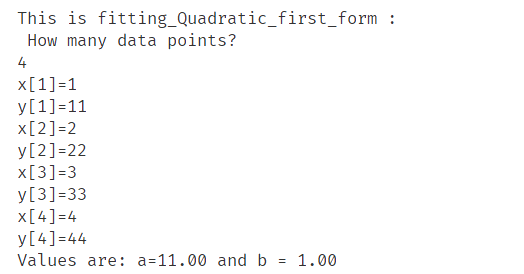 This is fitting_Quadratic_first_form :
How many data points?
4
x[1]=1
y[1]=11
x[2]=2
y[2]=22
x[3]=3
y[3]=33
x[4]=4
y[4]=44
Values are: a=11.00 and b = 1.00